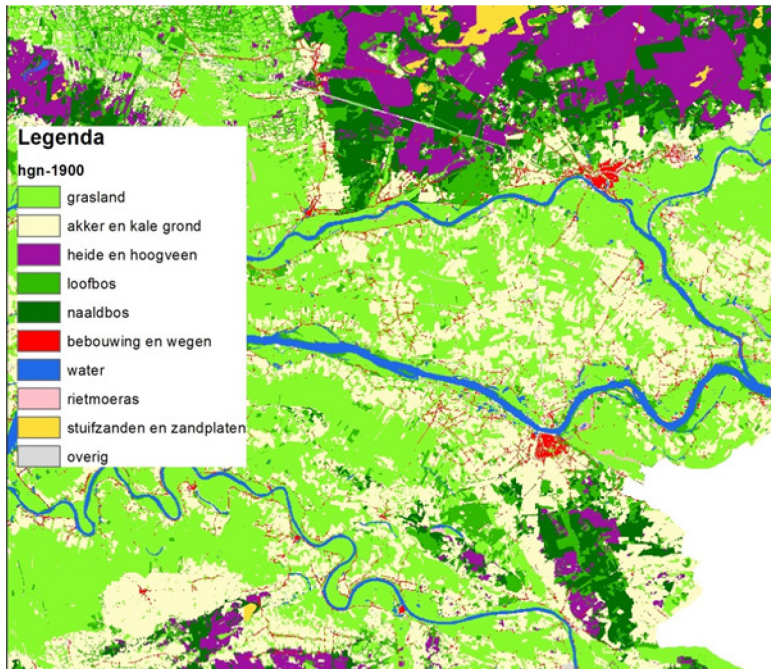 Legenda
hgn-1900
grasland
akker en kale grond
heide en hoogveen
loofbos
naaldbos
bebouwing en wegen
water
rietmoeras
stuifzanden en zandplaten
overig